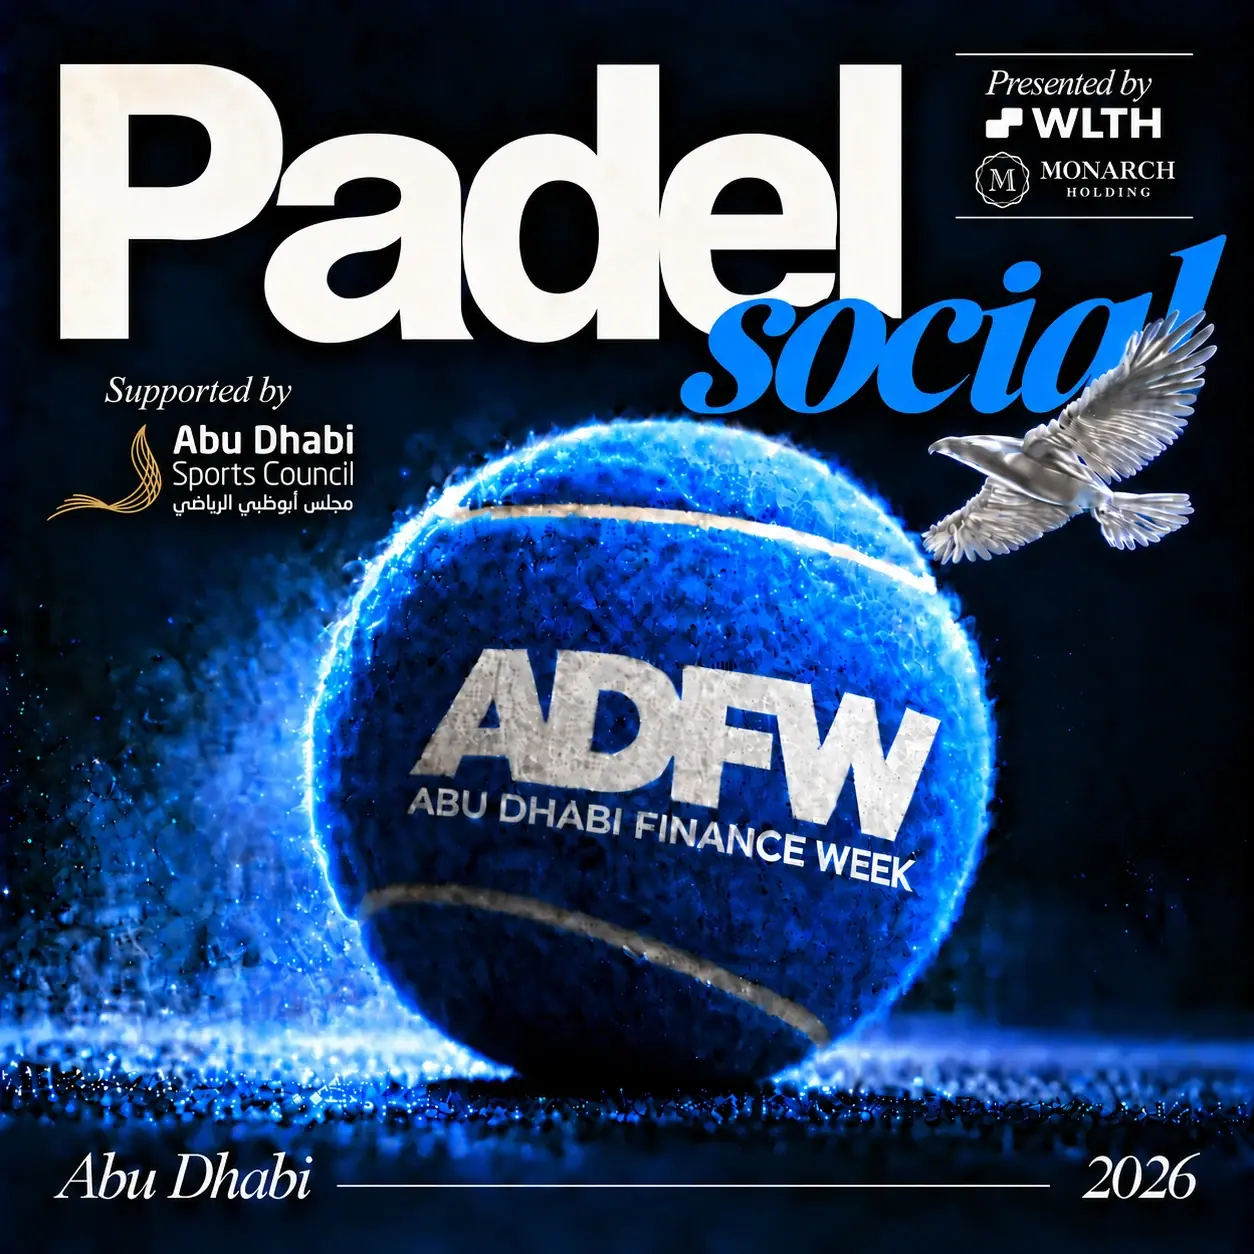 Padel
social
Presented by
WLTH
M
MONARCH
HOLDING
Supported by
Abu Dhabi
Sports Council
مجلس أبوظبي الرياضي
ADFW
ABU DHABI FINANCE WEEK
Abu Dhabi
2026